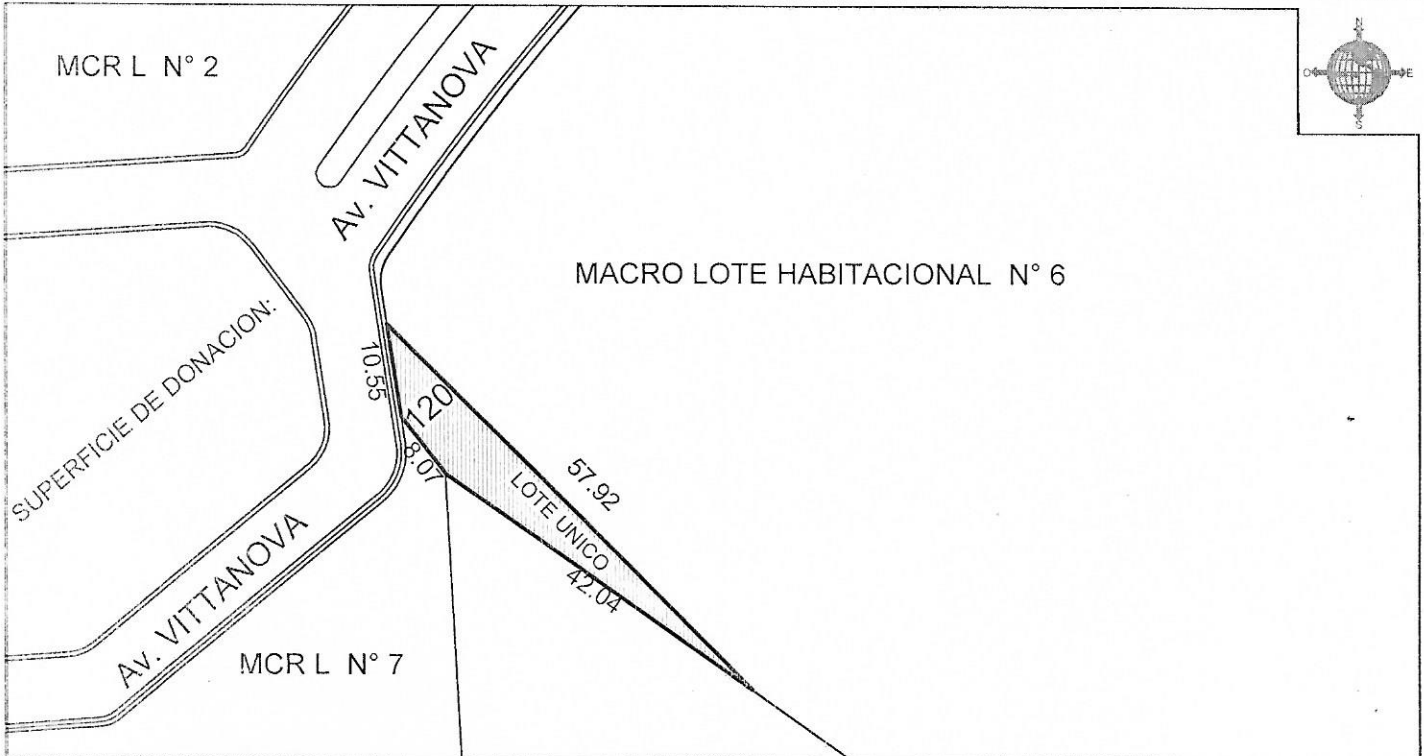 MCR L N° 2
N
O
E
S
Av. VITTANOVA
MACRO LOTE HABITACIONAL N° 6
SUPERFICIE DE DONACION:
10.55
120
8.07
57.92
LOTE UNICO
42.04
Av. VITTANOVA
MCR L N° 7